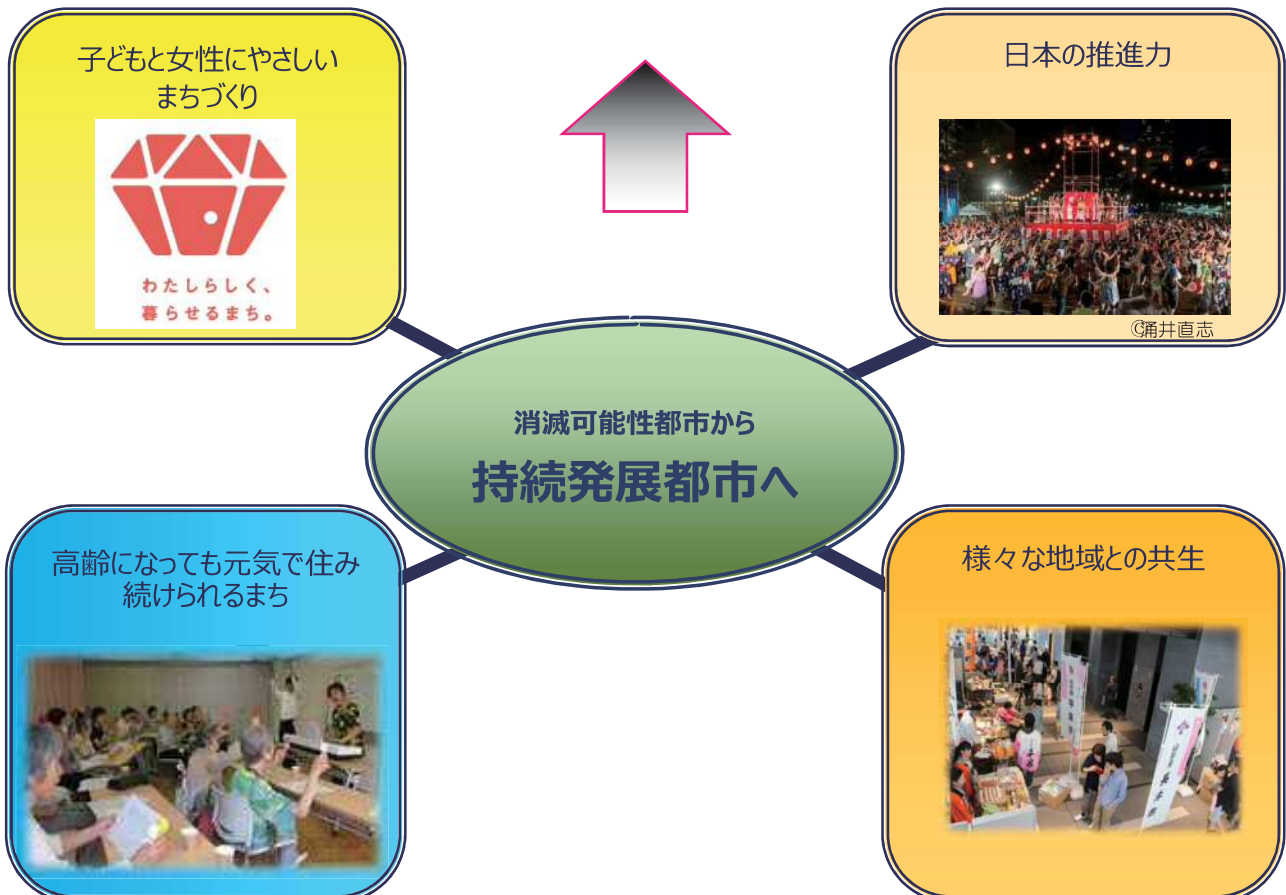 子どもと女性にやさしい
まちづくり
わたしらしく、
暮らせるまち。
日本の推進力
©涌井直志
消滅可能性都市から
持続発展都市へ
高齢になっても元気で住み
続けられるまち
様々な地域との共生